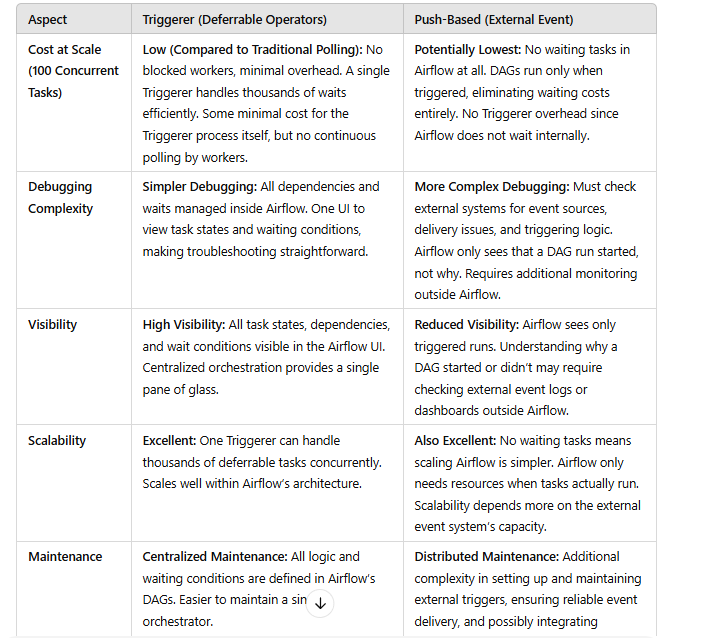 Aspect
Triggerer (Deferrable Operators)
Push-Based (External Event)
Cost at Scale
(100 Concurrent
Tasks)
Low (Compared to Traditional Polling): No
blocked workers, minimal overhead. A single
Triggerer handles thousands of waits
efficiently. Some minimal cost for the
Triggerer process itself, but no continuous
polling by workers.
Potentially Lowest: No waiting tasks in
Airflow at all. DAGs run only when
triggered, eliminating waiting costs
entirely. No Triggerer overhead since
Airflow does not wait internally.
Debugging
Complexity
Simpler Debugging: All dependencies and
waits managed inside Airflow. One UI to
view task states and waiting conditions,
making troubleshooting straightforward.
More Complex Debugging: Must check
external systems for event sources,
delivery issues, and triggering logic.
Airflow only sees that a DAG run started,
not why. Requires additional monitoring
outside Airflow.
Visibility
High Visibility: All task states, dependencies,
and wait conditions visible in the Airflow UI.
Centralized orchestration provides a single
pane of glass.
Reduced Visibility: Airflow sees only
triggered runs. Understanding why a
DAG started or didn't may require
checking external event logs or
dashboards outside Airflow.
Scalability
Excellent: One Triggerer can handle
thousands of deferrable tasks concurrently.
Scales well within Airflow's architecture.
Also Excellent: No waiting tasks means
scaling Airflow is simpler. Airflow only
needs resources when tasks actually run.
Scalability depends more on the external
event system's capacity.
Maintenance
Centralized Maintenance: All logic and
waiting conditions are defined in Airflow's
DAGs. Easier to maintain a
orchestrator.
Distributed Maintenance: Additional
complexity in setting up and maintaining
external triggers, ensuring reliable event
delivery, and possibly integrating